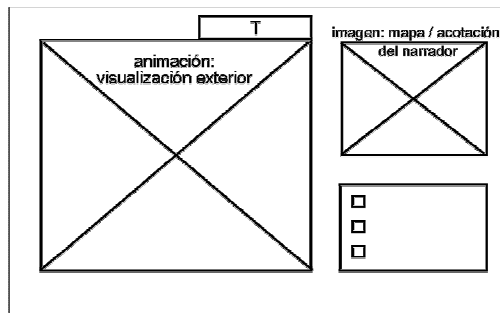 T
animación:
visualización exterior
imagen: mapa / acotación
del narrador